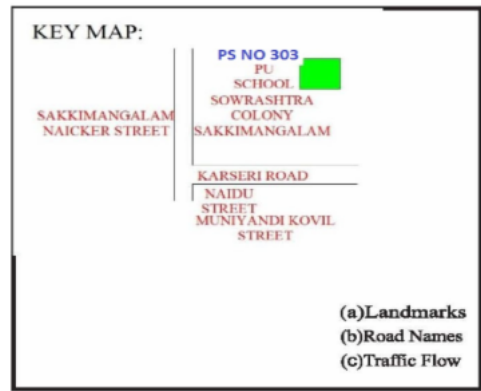 KEY MAP:
PS NO 303
PU
SCHOOL
SOWRASHTRA
COLONY
SAKKIMANGALAM
SAKKIMANGALAM
NAICKER STREET
KARSERI ROAD
NAIDU
STREET
MUNIYANDI KOVIL
STREET
(a)Landmarks
(b)Road Names
(c)Traffic Flow